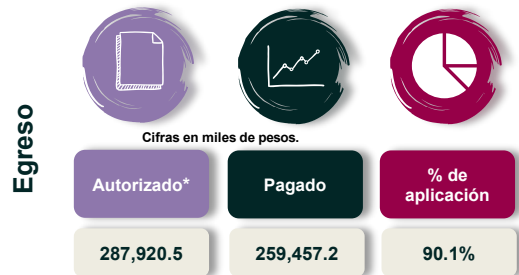 Egreso
Cifras en miles de pesos.
Autorizado*
Pagado
% de
aplicación
287,920.5
259,457.2
90.1%